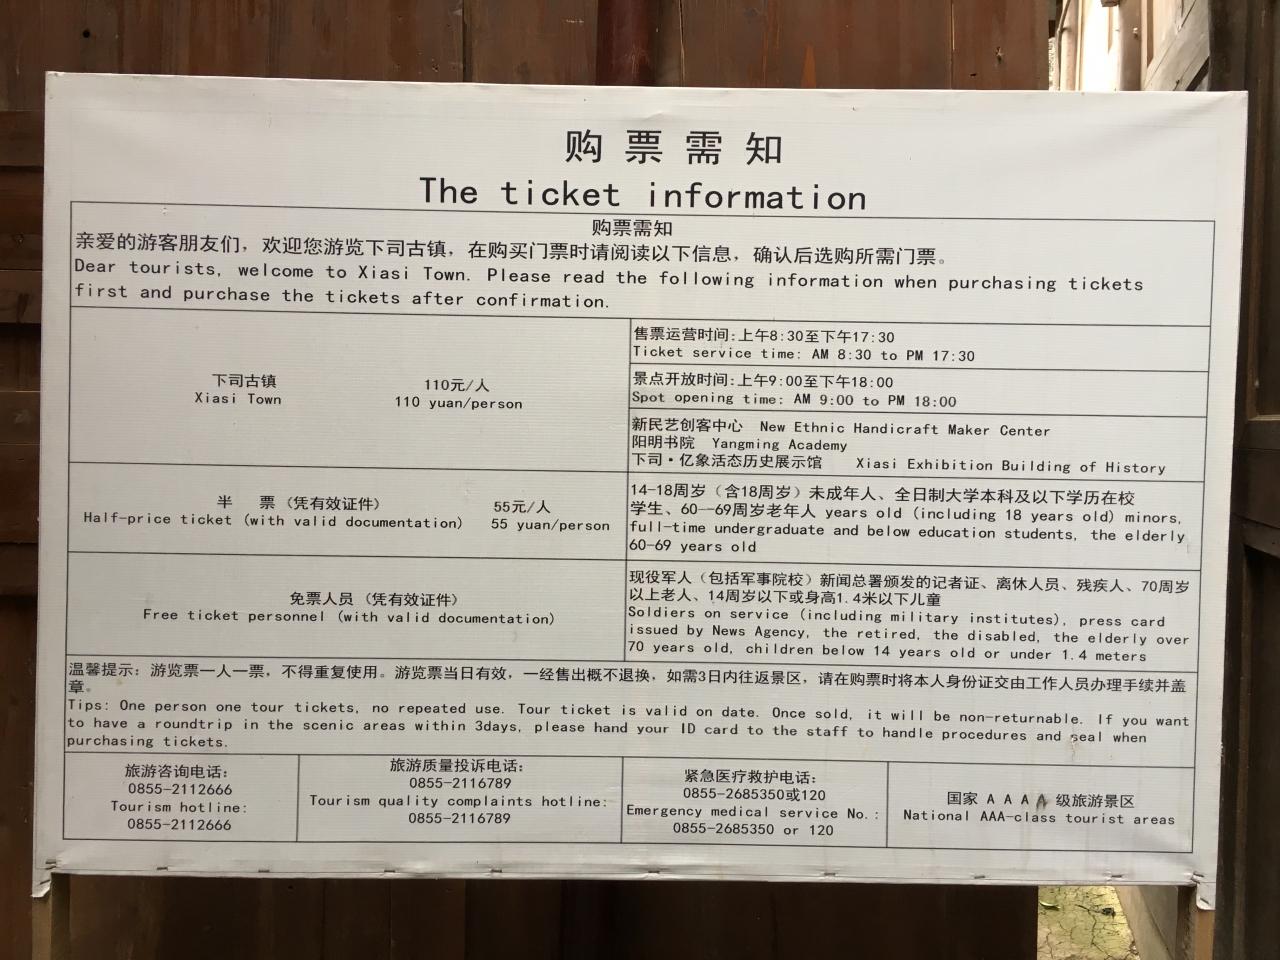 购票需知
The ticket information
购票需知
亲爱的游客朋友们，欢迎您游览下司古镇，在购买门票时请阅读以下信息，确认后选购所需门票。
Dear tourists, welcome to Xiasi Town. Please read the following information when purchasing tickets
first and purchase the tickets after confirmation.
下司古镇 110元/人
Xiasi Town 110 yuan/person
售票运营时间:上午8:30至下午17:30
Ticket service time: AM 8:30 to PM 17:30
景点开放时间:上午9:00至下午18:00
Spot opening time: AM 9:00 to PM 18:00
新民艺创客中心 New Ethnic Handicraft Maker Center
阳明书院 Yangming Academy
下司·亿象活态历史展示馆 Xiasi Exhibition Building of History
半 票（凭有效证件） 55元/人
Half-price ticket (with valid documentation) 55 yuan/person
14-18周岁（含18周岁）未成年人、全日制大学本科及以下学历在校
学生、60--69周岁老年人 years old (including 18 years old) minors,
full-time undergraduate and below education students, the elderly
60-69 years old
免票人员（凭有效证件）
Free ticket personnel (with valid documentation)
现役军人（包括军事院校）新闻总署颁发的记者证、离休人员、残疾人、70周岁
以上老人、14周岁以下或身高1.4米以下儿童
Soldiers on service (including military institutes), press card
issued by News Agency, the retired, the disabled, the elderly over
70 years old, children below 14 years old or under 1.4 meters
温馨提示：游览票一人一票，不得重复使用。游览票当日有效，一经售出概不退换，如需3日内往返景区，请在购票时将本人身份证交由工作人员办理手续并盖
章。
Tips: One person one tour tickets, no repeated use. Tour ticket is valid on date. Once sold, it will be non-returnable. If you want
to have a roundtrip in the scenic areas within 3days, please hand your ID card to the staff to handle procedures and seal when
purchasing tickets.
旅游咨询电话：
0855-2112666
Tourism hotline:
0855-2112666
旅游质量投诉电话：
0855-2116789
Tourism quality complaints hotline:
0855-2116789
紧急医疗救护电话：
0855-2685350或120
Emergency medical service No.:
0855-2685350 or 120
国家 A A A A 级旅游景区
National AAA-class tourist areas